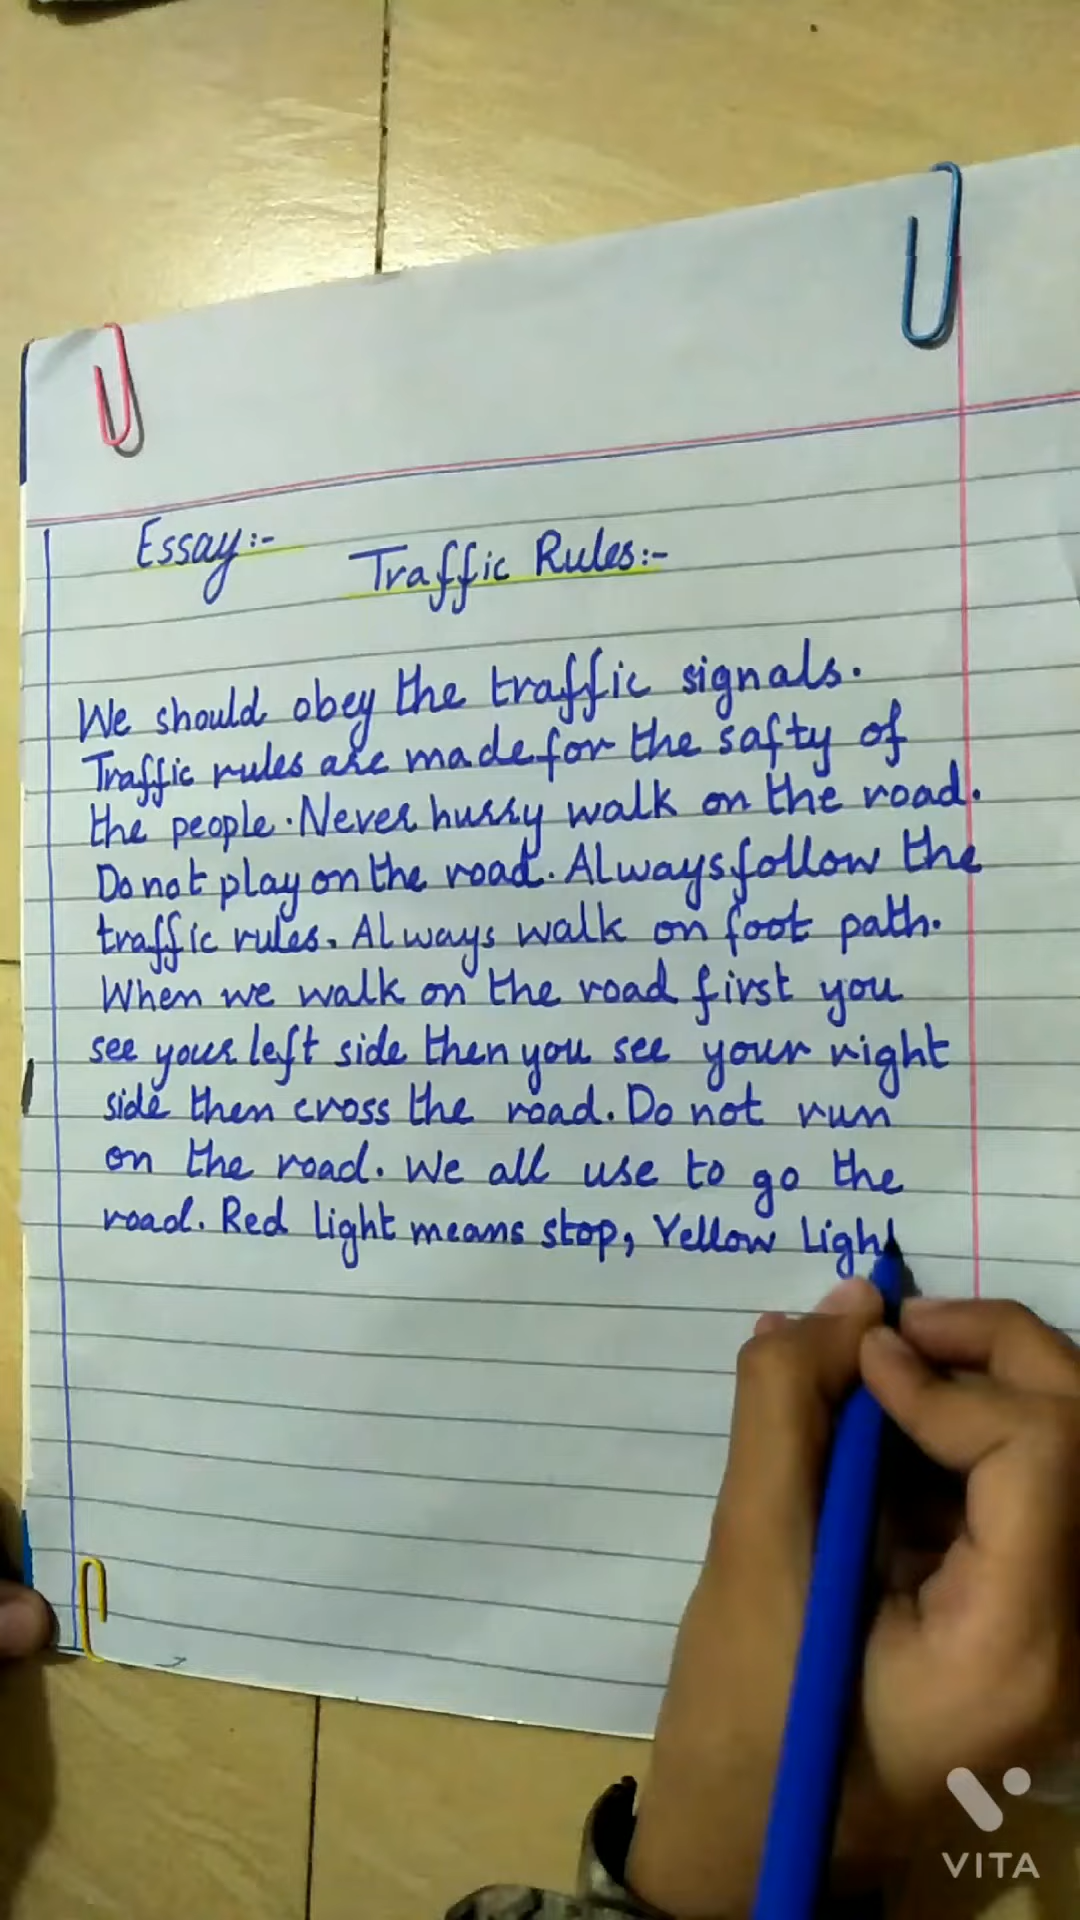 Essay:-
Traffic Rules:-
We should obey the traffic signals.
Traffic rules are made for the safty of
the people. Never hurry walk on the road.
Do not play on the road. Always follow the
traffic rules. Always walk on foot path.
When we walk on the road first you
see your left side then you see your right
side then cross the road. Do not run
on the road. We all use to go the
road. Red light means stop, Yellow Ligh
VITA